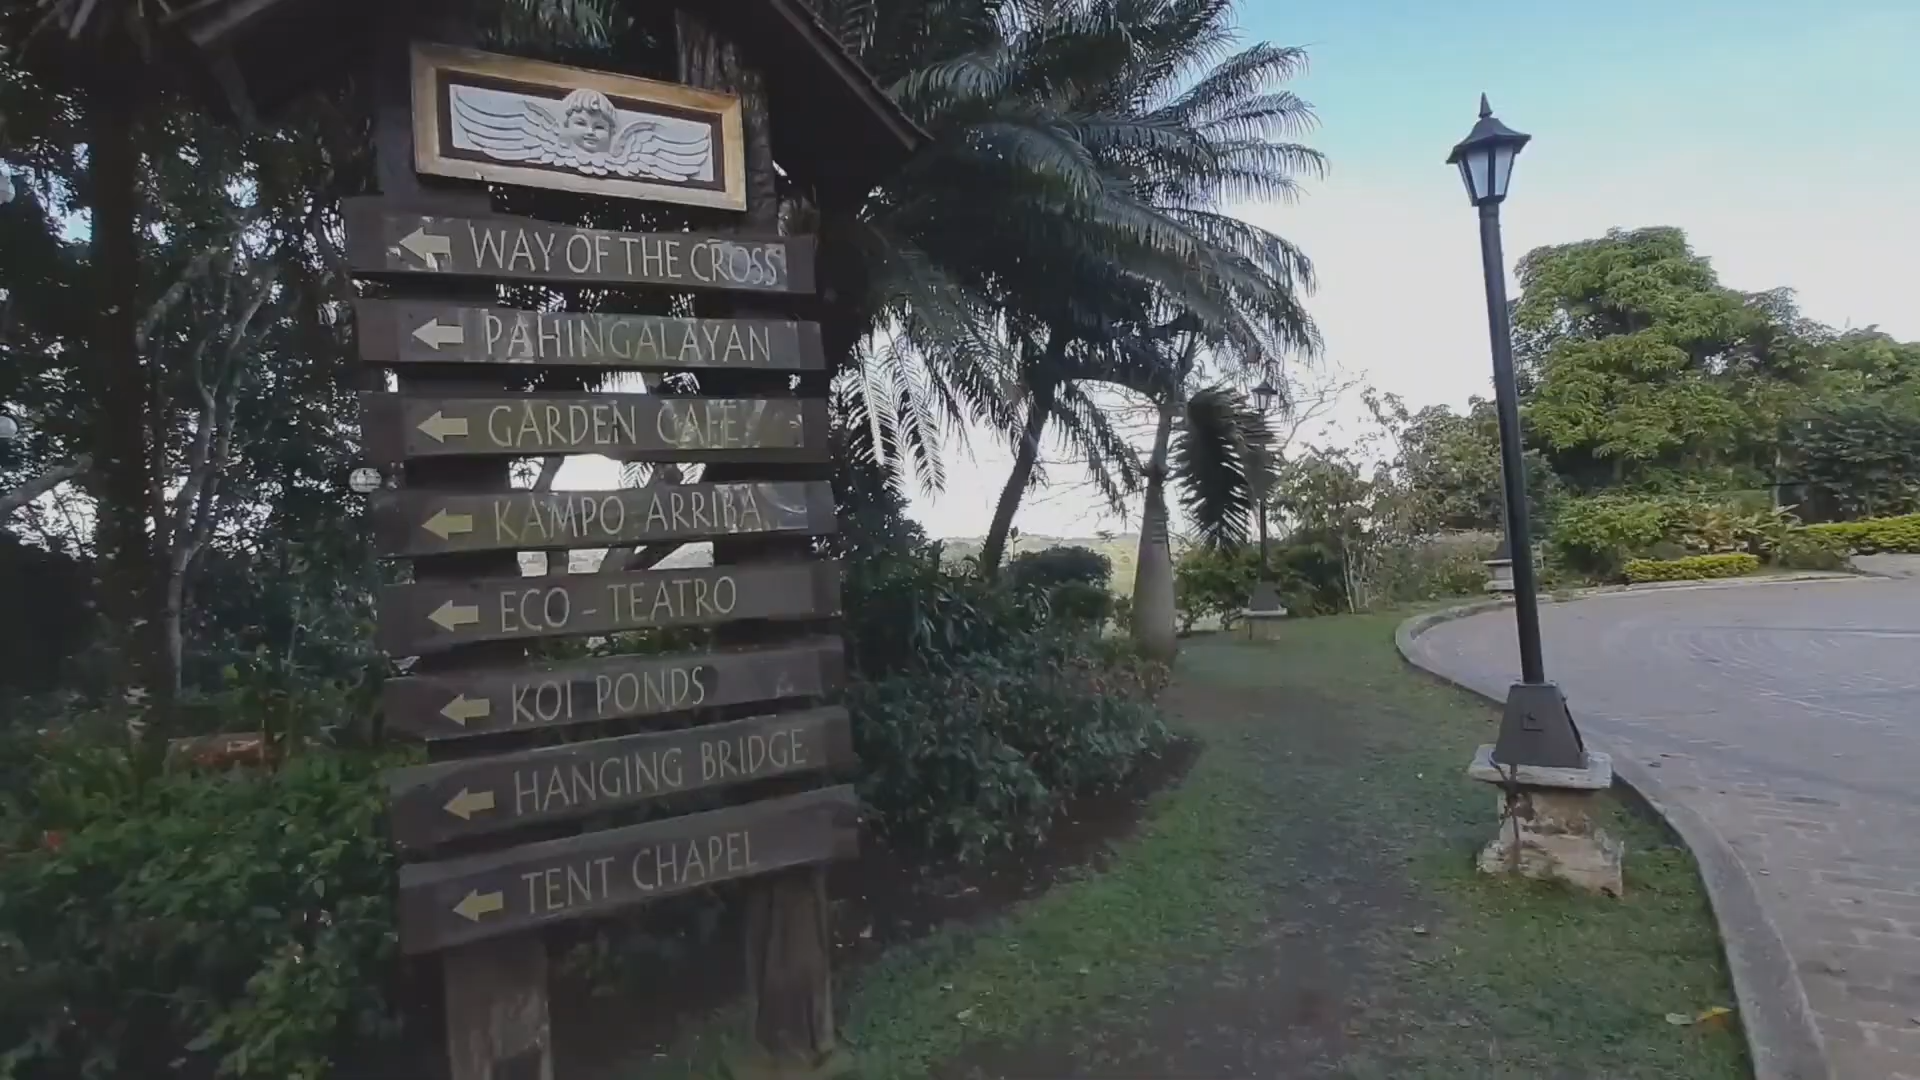 WAY OF THE CROSS
PAHINGALAYAN
GARDEN CAFE
KAMPO ARRIBA
ECO - TEATRO
KOI PONDS
HANGING BRIDGE
TENT CHAPEL